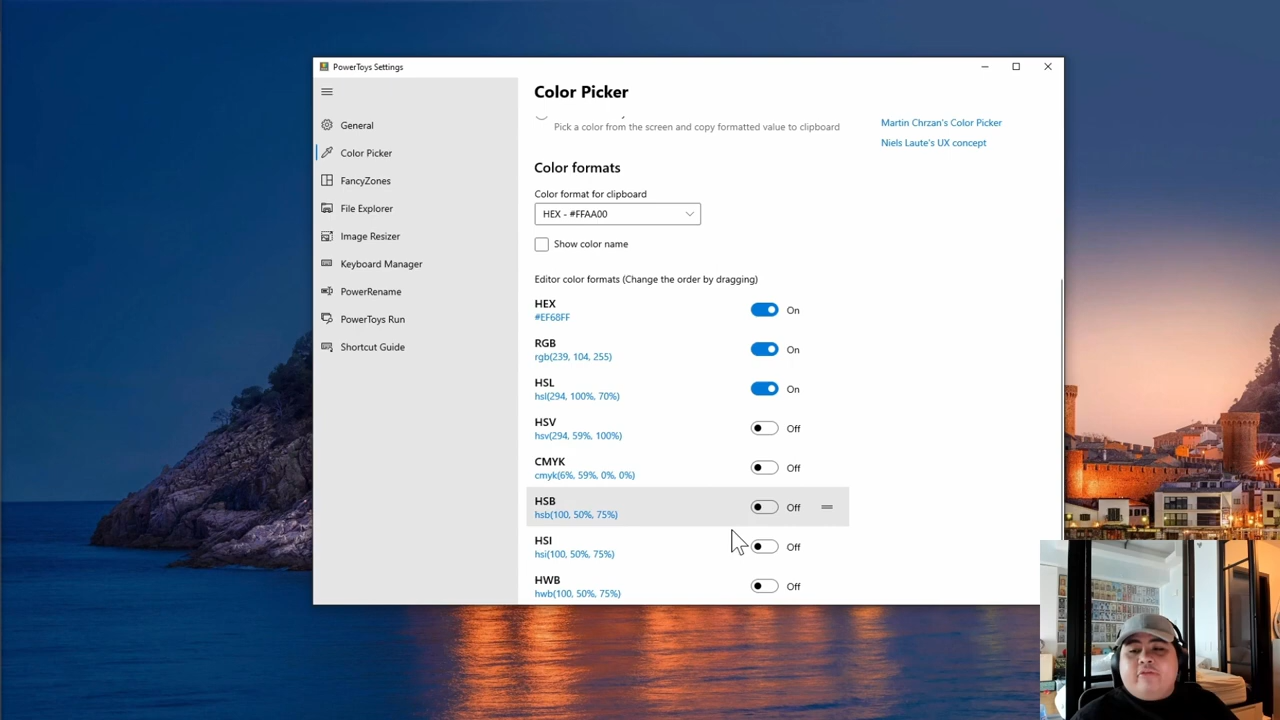 PowerToys Settings
General
Color Picker
FancyZones
File Explorer
Image Resizer
Keyboard Manager
PowerRename
PowerToys Run
Shortcut Guide
Color Picker
Pick a color from the screen and copy formatted value to clipboard
Color formats
Color format for clipboard
HEX - #FFAA00
Show color name
Editor color formats (Change the order by dragging)
HEX
#EF68FF
On
RGB
rgb(239, 104, 255)
On
HSL
hsl(294, 100%, 70%)
On
HSV
hsv(294, 59%, 100%)
Off
CMYK
cmyk(6%, 59%, 0%, 0%)
Off
HSB
hsb(100, 50%, 75%)
Off
HSI
hsi(100, 50%, 75%)
Off
HWB
hwb(100, 50%, 75%)
Off
Martin Chrzan's Color Picker
Niels Laute's UX concept